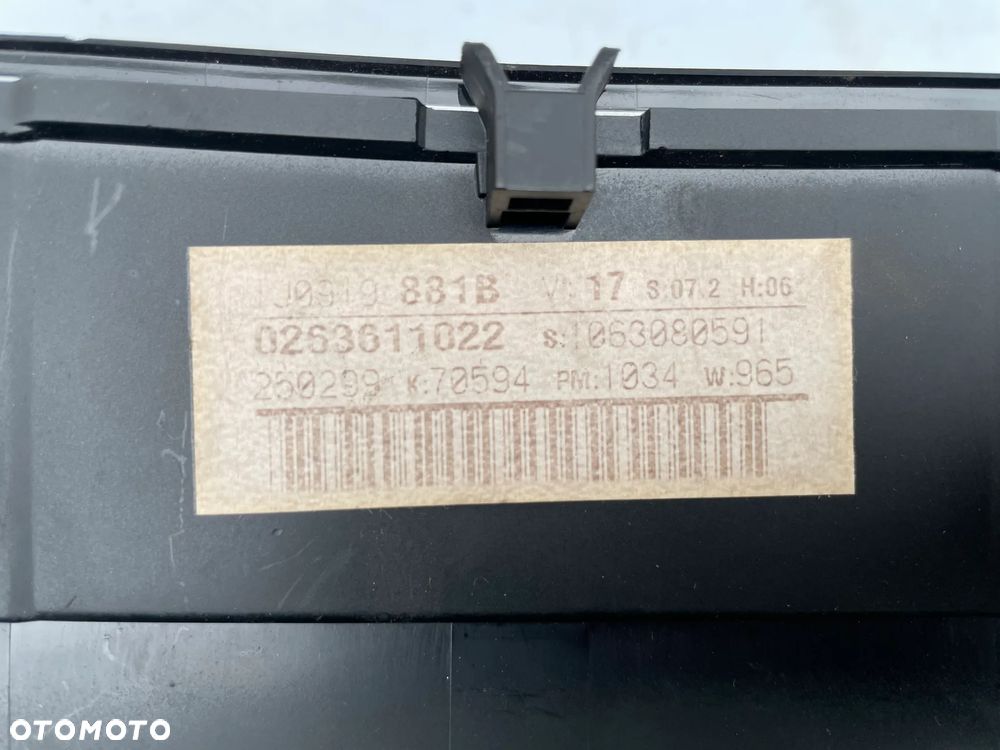 1J0919 881B V:17 S:07.2 H:06
0263611022 S:1063080591
260299 K:70594 PM:1034 W:965
OTOMOTO